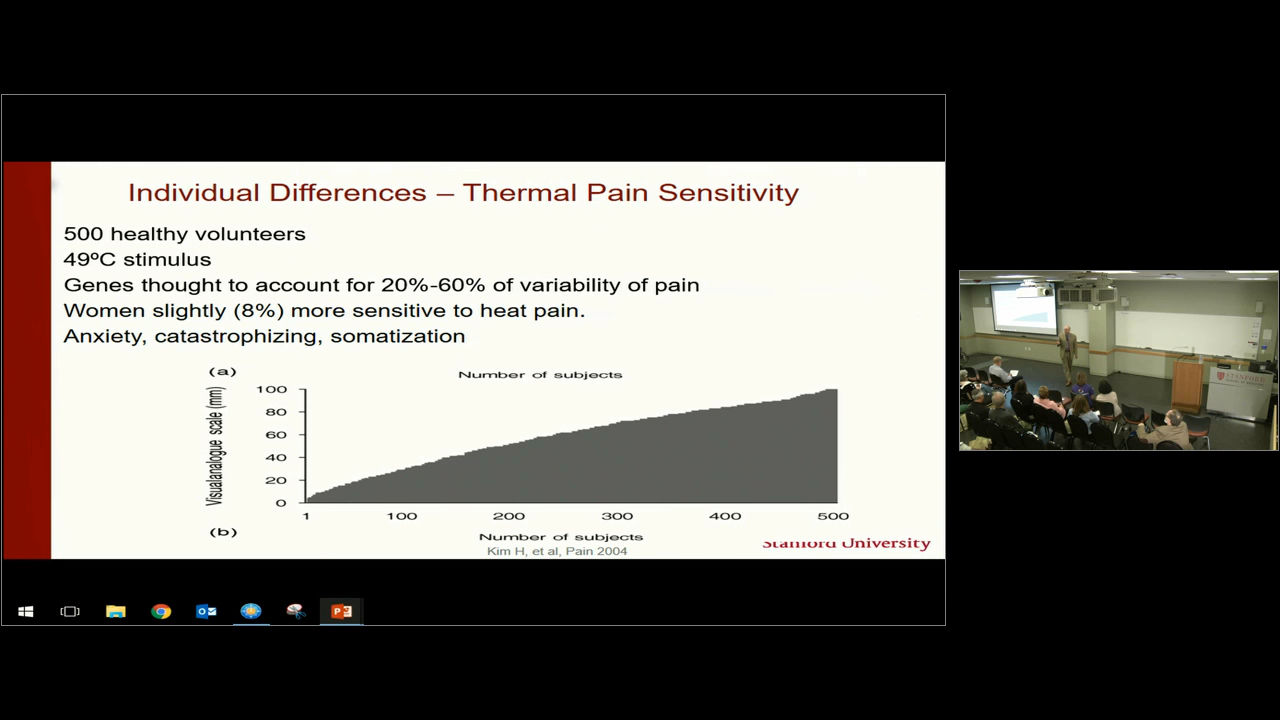 Individual Differences – Thermal Pain Sensitivity
500 healthy volunteers
49ºC stimulus
Genes thought to account for 20%-60% of variability of pain
Women slightly (8%) more sensitive to heat pain.
Anxiety, catastrophizing, somatization
(a)
Number of subjects
Visualanalogue scale (mm)
100
80
60
40
20
0
1 100 200 300 400 500
(b)
Number of subjects
Kim H, et al, Pain 2004
Stanford University
STANFORD